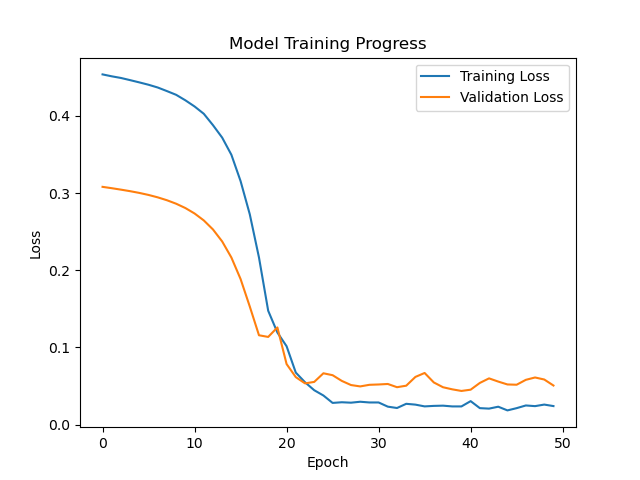 Model Training Progress
Training Loss
Validation Loss
0.4
0.3
0.2
0.1
0.0
Loss
0 10 20 30 40 50
Epoch